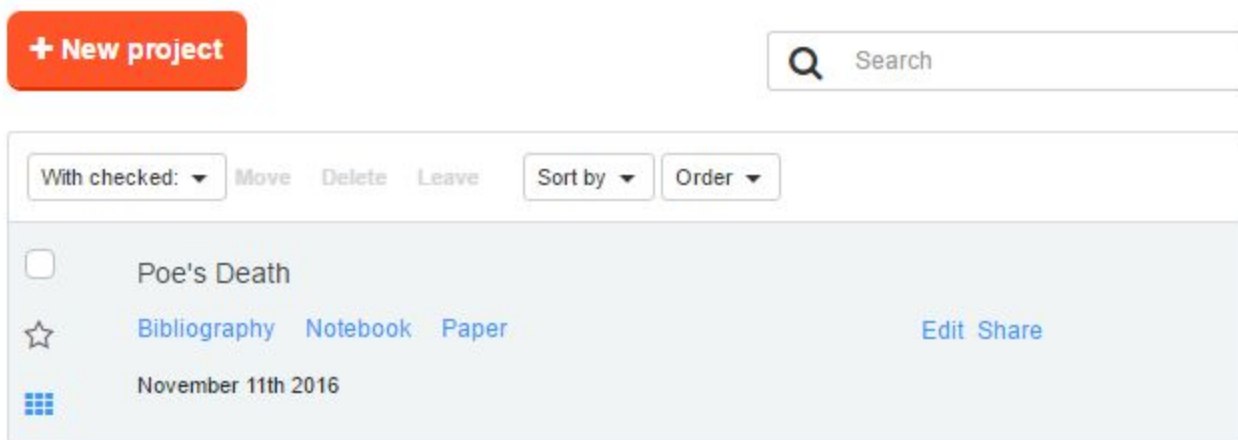 + New project
Search
With checked: Move Delete Leave Sort by Order
Poe's Death
Bibliography Notebook Paper Edit Share
November 11th 2016